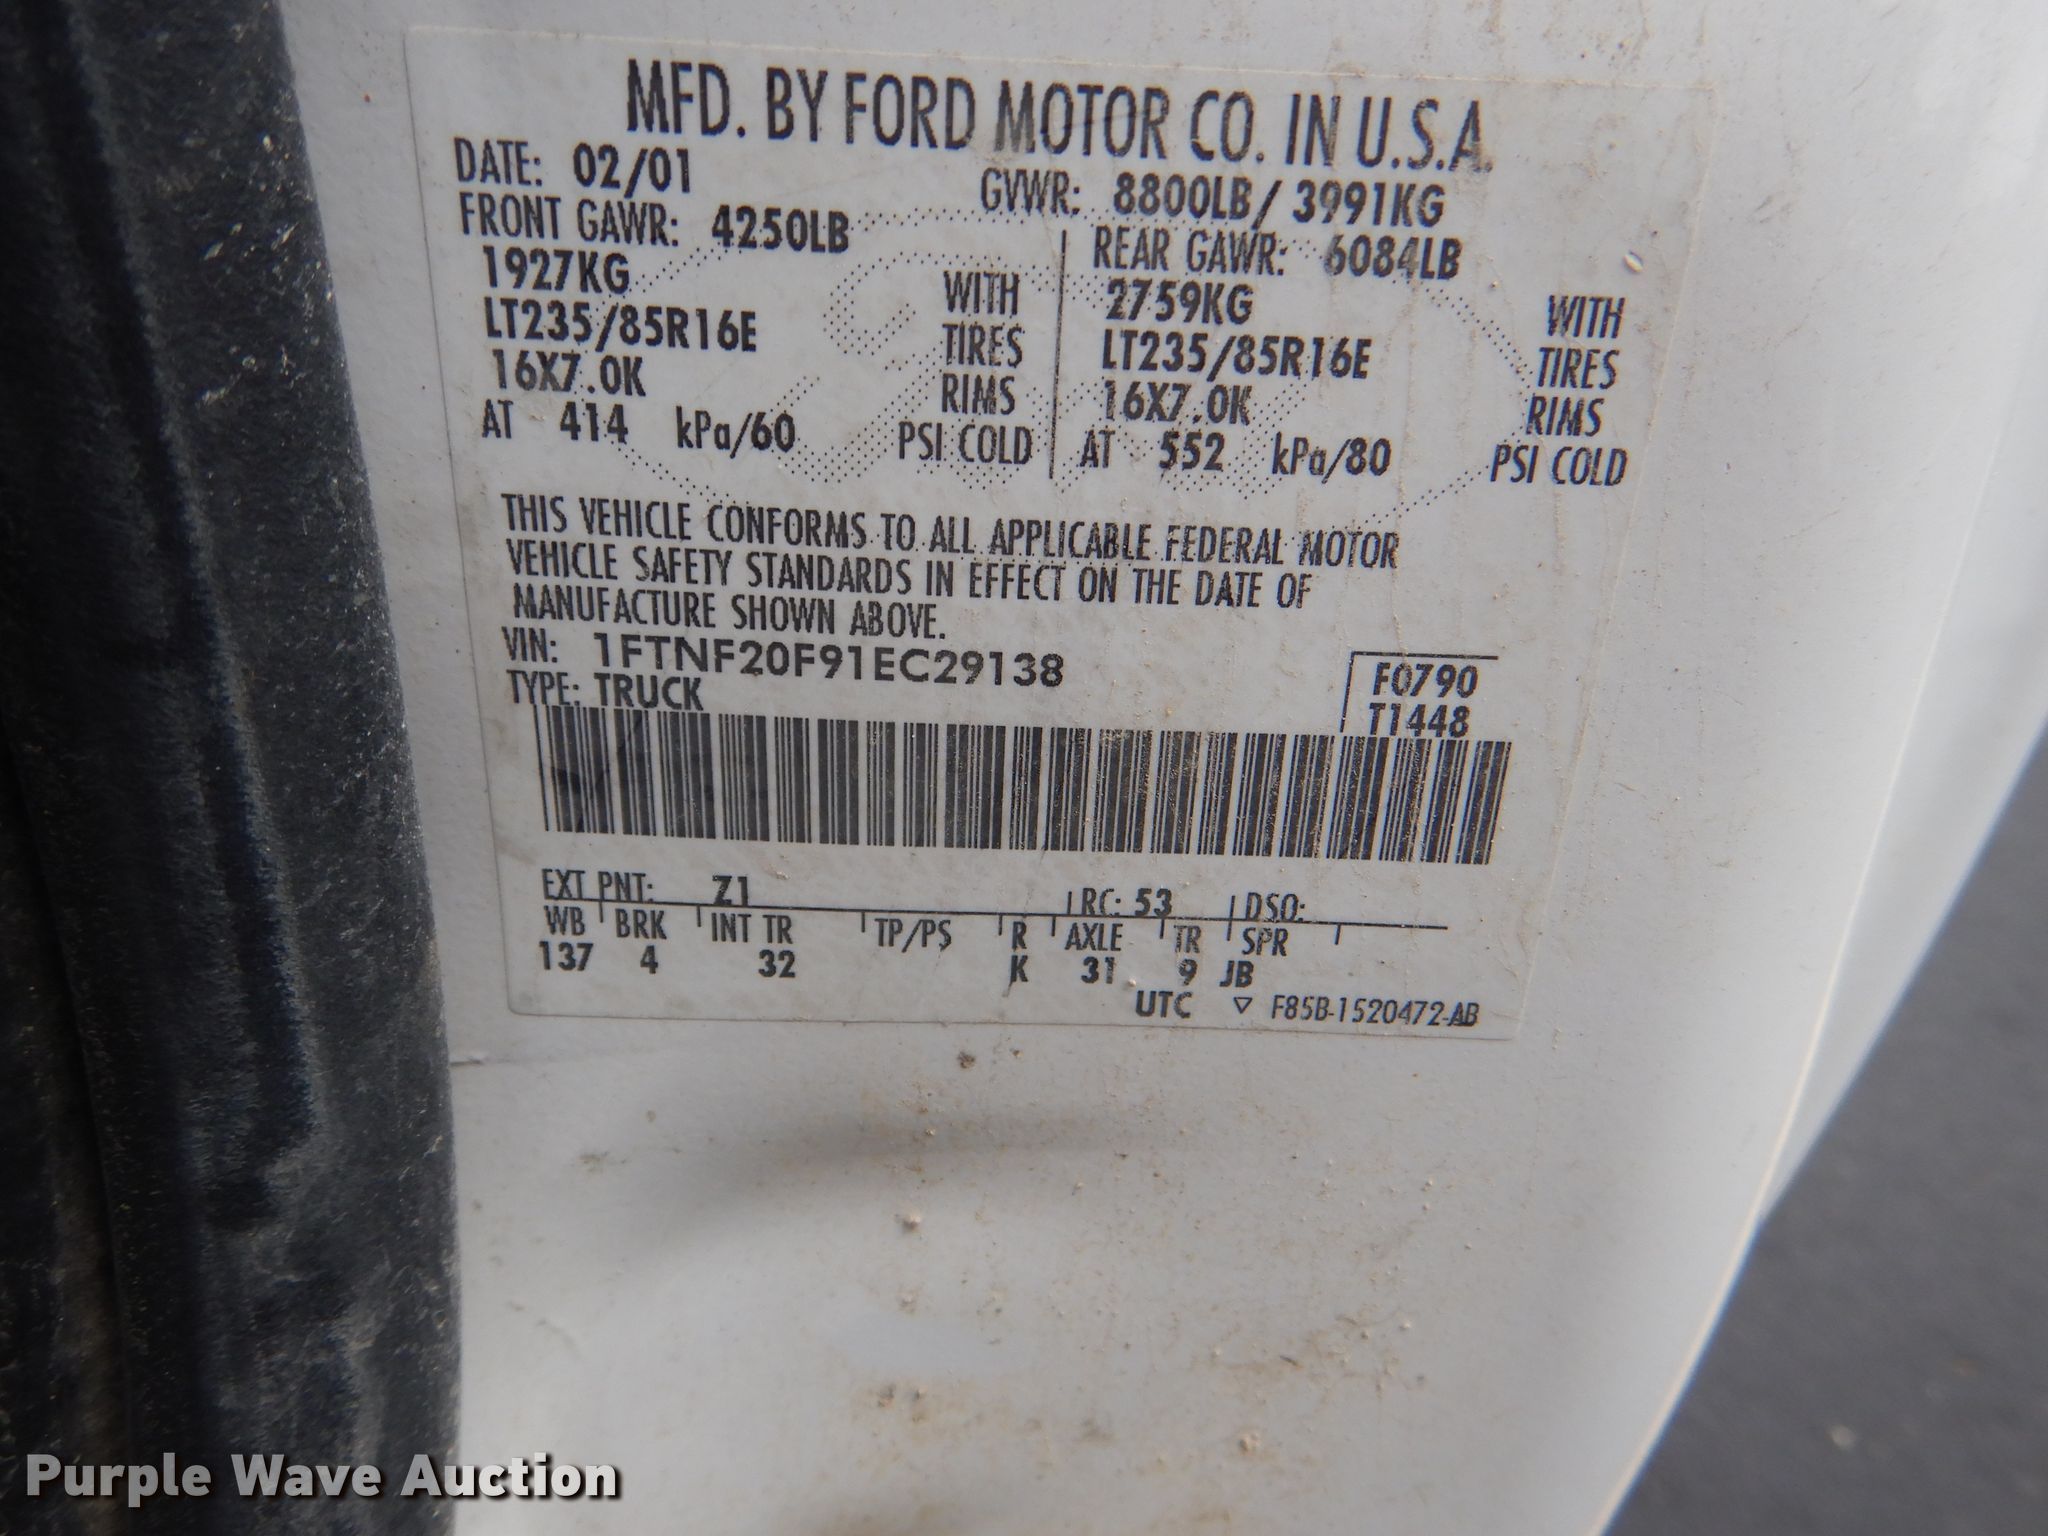 MFD. BY FORD MOTOR CO. IN U.S.A.
DATE: 02/01 GVWR: 8800LB/ 3991KG
FRONT GAWR: 4250LB REAR GAWR: 6084LB
1927KG WITH 2759KG WITH
LT235/85R16E TIRES LT235/85R16E TIRES
16X7.0K RIMS 16X7.0K RIMS
AT 414 kPa/60 PSI COLD AT 552 kPa/80 PSI COLD
THIS VEHICLE CONFORMS TO ALL APPLICABLE FEDERAL MOTOR
VEHICLE SAFETY STANDARDS IN EFFECT ON THE DATE OF
MANUFACTURE SHOWN ABOVE.
VIN: 1FTNF20F91EC29138 F0790
TYPE: TRUCK T1448
EXT PNT: Z1 RC: 53 DSO:
WB BRK INT TR TP/PS R AXLE TR SPR
137 4 32 K 31 9 JB
UTC ▽ F85B-1520472-AB
Purple Wave Auction